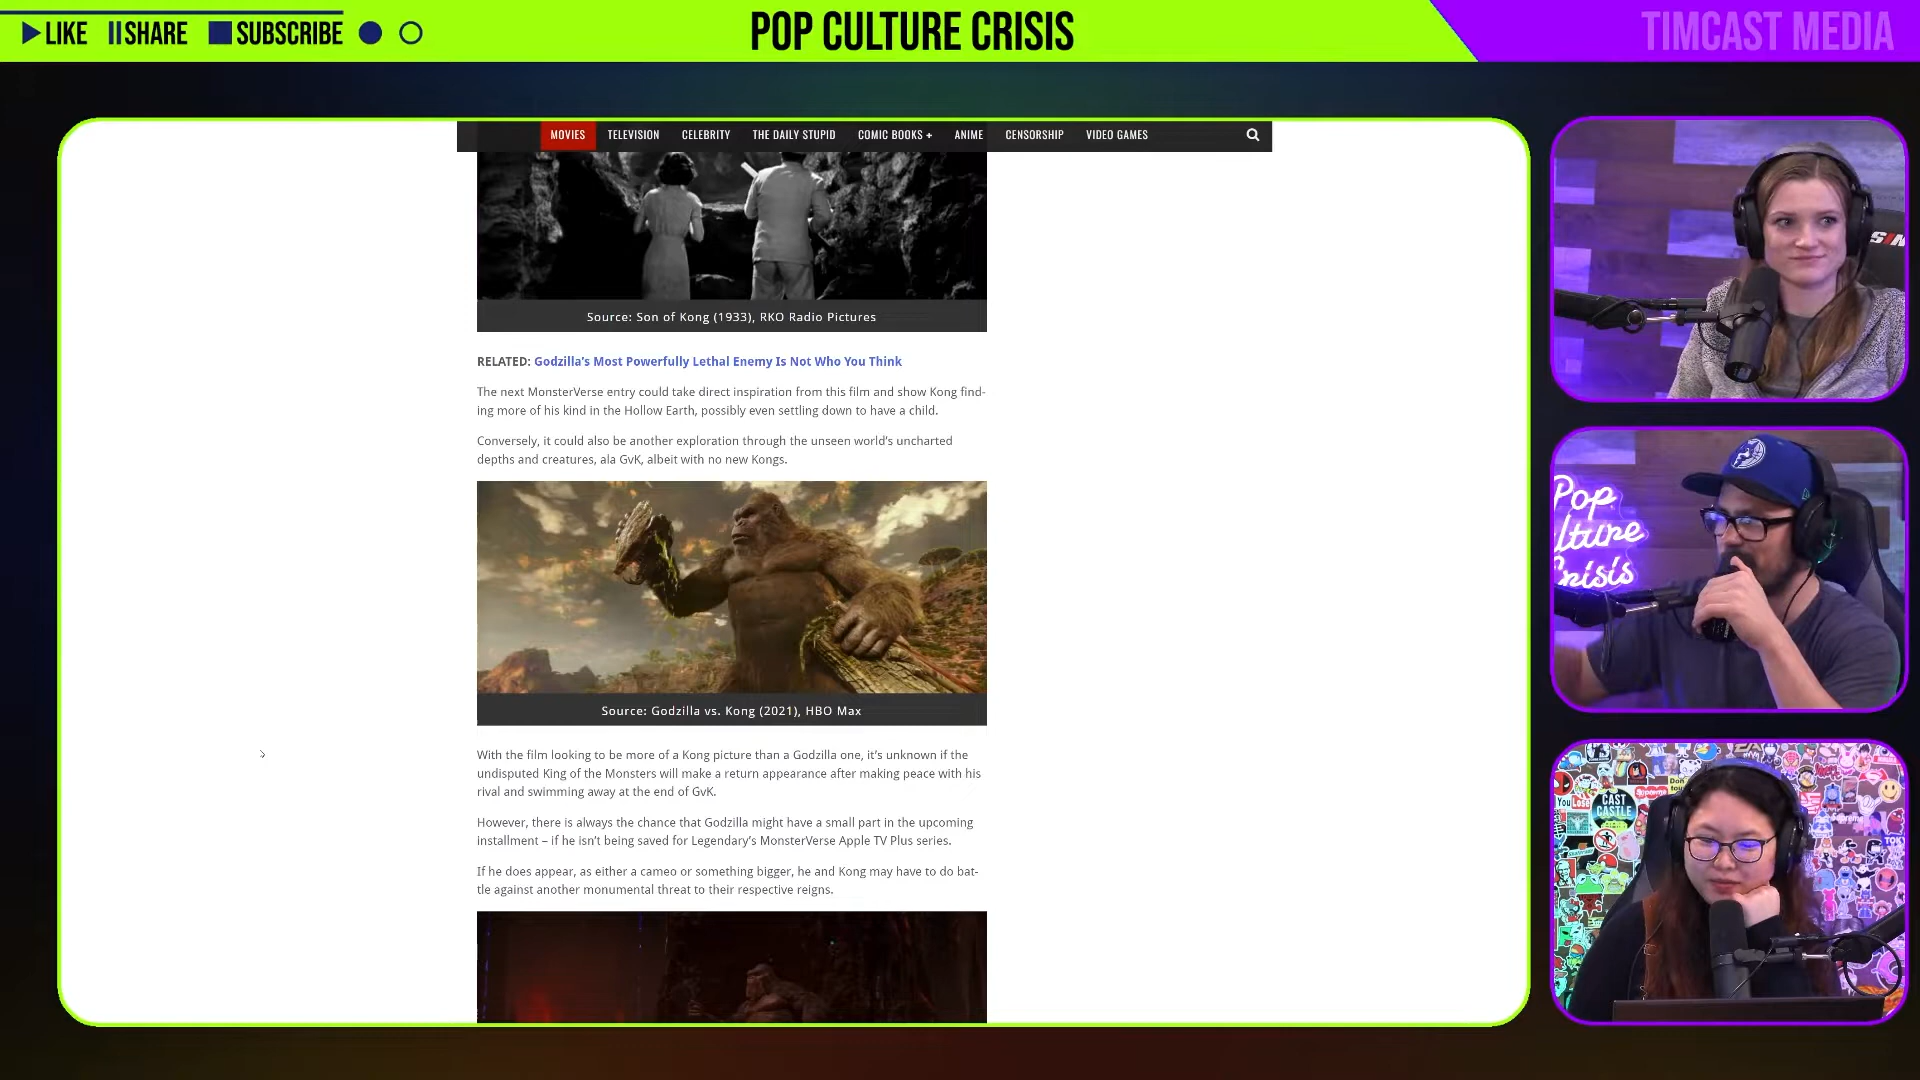 LIKE SHARE SUBSCRIBE
POP CULTURE CRISIS
TIMCAST MEDIA
MOVIES TELEVISION CELEBRITY THE DAILY STUPID COMIC BOOKS + ANIME CENSORSHIP VIDEO GAMES
Source: Son of Kong (1933), RKO Radio Pictures
RELATED: Godzilla's Most Powerfully Lethal Enemy Is Not Who You Think
The next MonsterVerse entry could take direct inspiration from this film and show Kong find-
ing more of his kind in the Hollow Earth, possibly even settling down to have a child.
Conversely, it could also be another exploration through the unseen world's uncharted
depths and creatures, ala GvK, albeit with no new Kongs.
Source: Godzilla vs. Kong (2021), HBO Max
With the film looking to be more of a Kong picture than a Godzilla one, it's unknown if the
undisputed King of the Monsters will make a return appearance after making peace with his
rival and swimming away at the end of GvK.
However, there is always the chance that Godzilla might have a small part in the upcoming
installment – if he isn't being saved for Legendary's MonsterVerse Apple TV Plus series.
If he does appear, as either a cameo or something bigger, he and Kong may have to do bat-
tle against another monumental threat to their respective reigns.
Pop
lture
risis
You Lose
CAST
CASTLE
Supreme